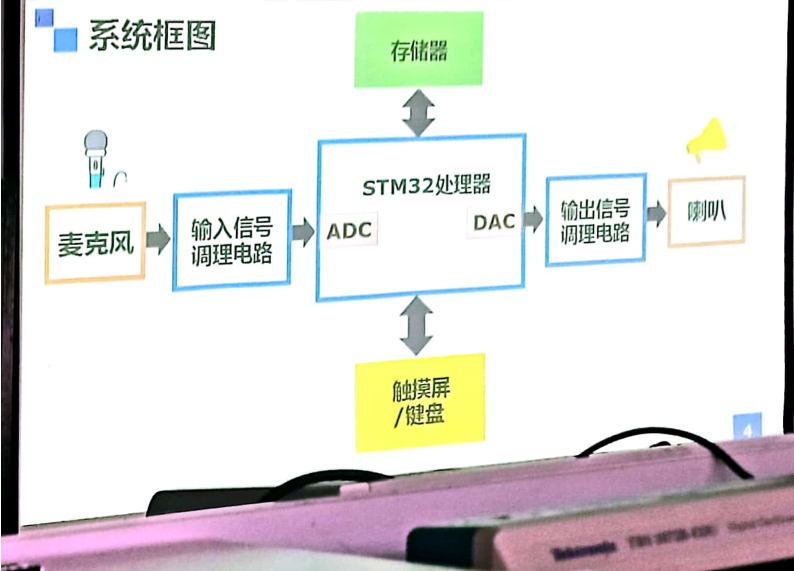 系统框图
存储器
STM32处理器
ADC
DAC
麦克风
输入信号
调理电路
输出信号
调理电路
喇叭
触摸屏
/键盘
4
Tektronix